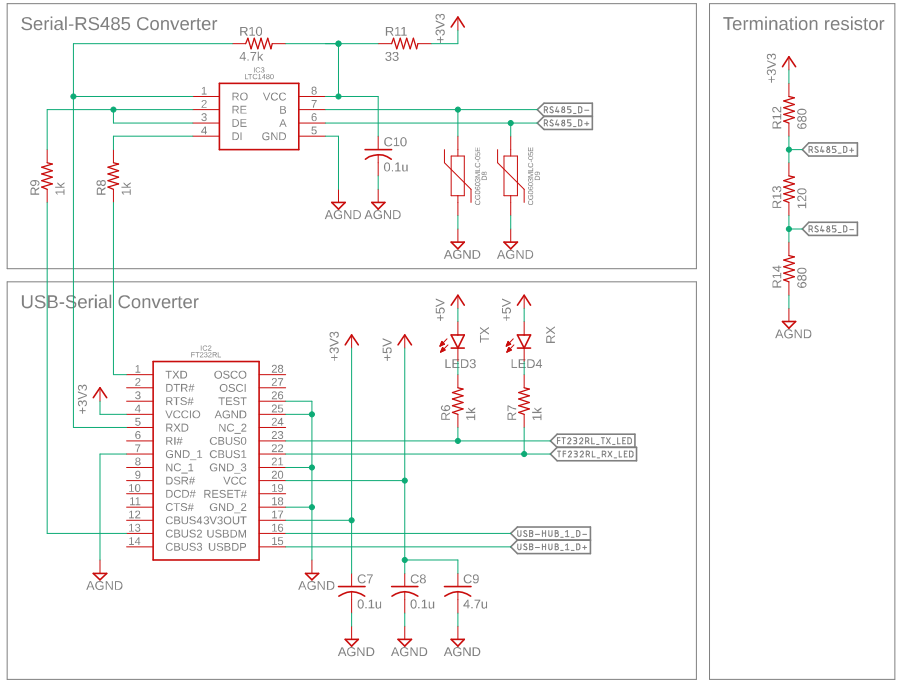 Serial-RS485 Converter
R10
4.7k
R11
33
+3V3
IC3
LTC1480
1 RO VCC 8
2 RE B 7
3 DE A 6
4 DI GND 5
RS485_D-
RS485_D+
C10
0.1u
R9
1k
R8
1k
CG0603MLC-05E
D8
CG0603MLC-05E
D9
AGND
AGND
AGND
AGND
Termination resistor
+3V3
R12
680
RS485_D+
R13
120
RS485_D-
R14
680
AGND
USB-Serial Converter
+5V
TX
LED3
R6
1k
+5V
RX
LED4
R7
1k
+3V3
+5V
+3V3
IC2
FT232RL
1 TXD OSCO 28
2 DTR# OSCI 27
3 RTS# TEST 26
4 VCCIO AGND 25
5 RXD NC_2 24
6 RI# CBUS0 23
7 GND_1 CBUS1 22
8 NC_1 GND_3 21
9 DSR# VCC 20
10 DCD# RESET# 19
11 CTS# GND_2 18
12 CBUS43V3OUT 17
13 CBUS2 USBDM 16
14 CBUS3 USBDP 15
FT232RL_TX_LED
TF232RL_RX_LED
USB-HUB_1_D-
USB-HUB_1_D+
AGND
AGND
C7
0.1u
C8
0.1u
C9
4.7u
AGND
AGND
AGND